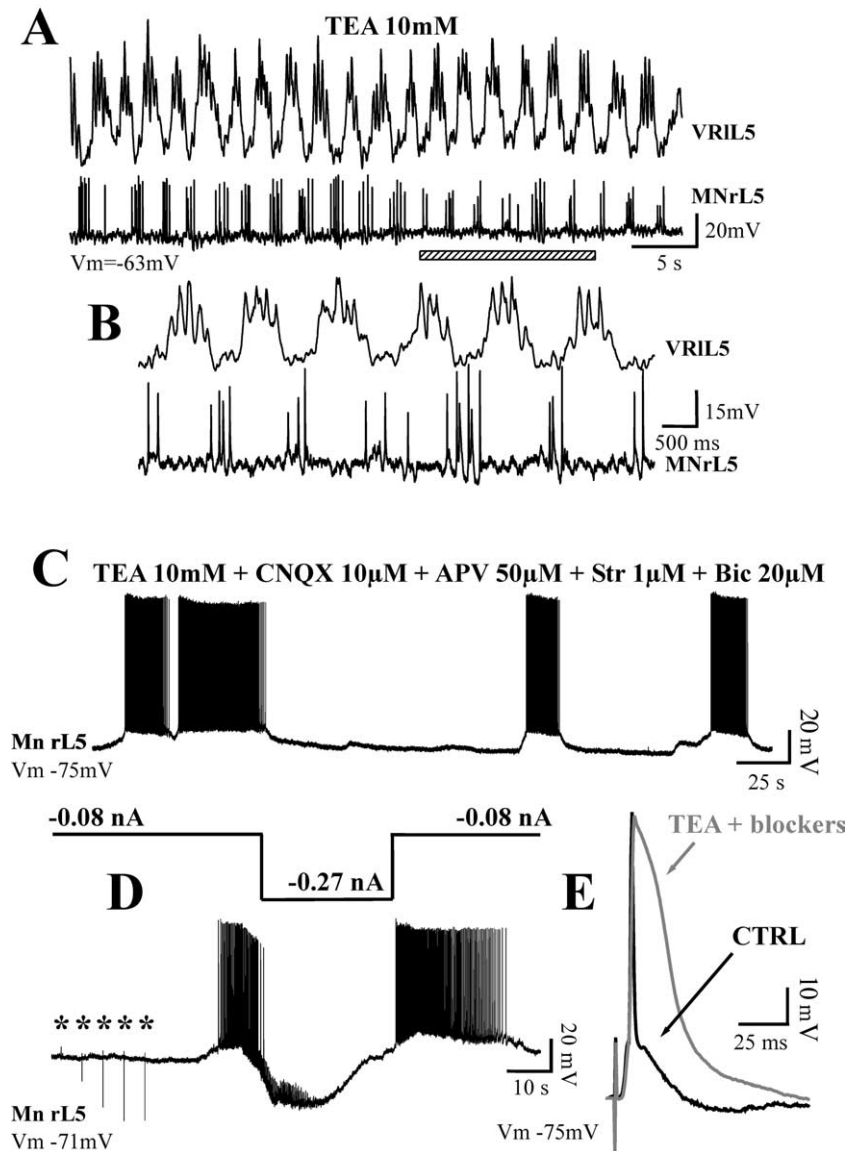 A
TEA 10mM
VRlL5
MNrL5
20mV
5 s
Vm=-63mV
B
VRlL5
15mV
500 ms
MNrL5
C
TEA 10mM + CNQX 10µM + APV 50µM + Str 1µM + Bic 20µM
Mn rL5
Vm -75mV
20 mV
25 s
-0.08 nA
-0.08 nA
-0.27 nA
D
*****
20 mV
10 s
Mn rL5
Vm -71mV
E
TEA + blockers
CTRL
10 mV
25 ms
Vm -75mV